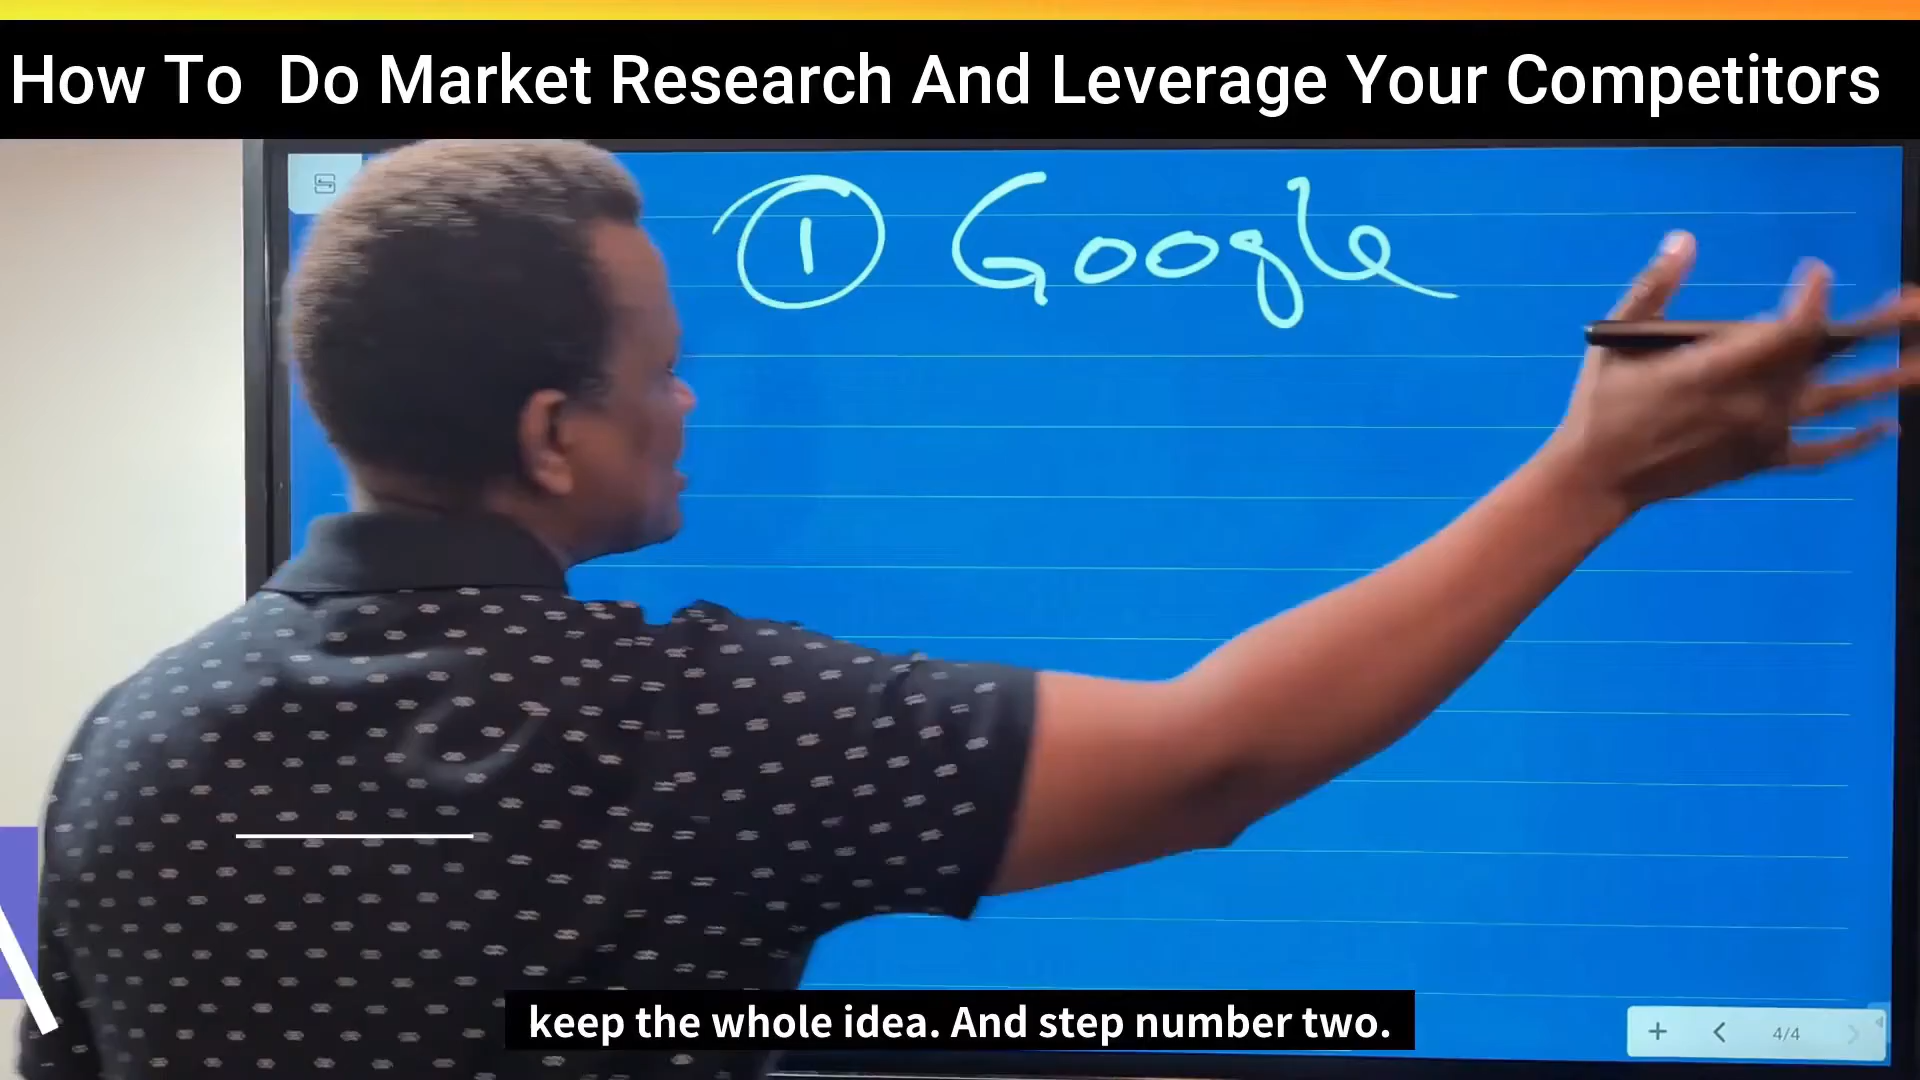 How To Do Market Research And Leverage Your Competitors
① Google
keep the whole idea. And step number two.
4/4